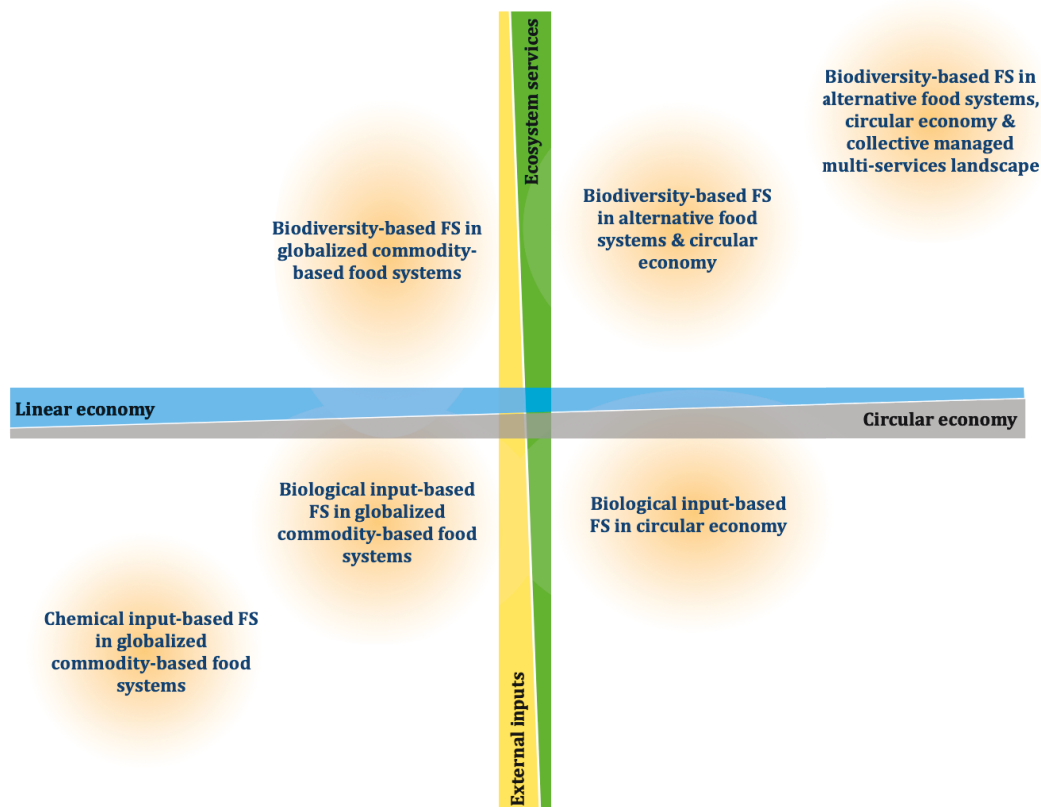 Ecosystem services
Biodiversity-based FS in
alternative food systems,
circular economy &
collective managed
multi-services landscape
Biodiversity-based FS
in alternative food
systems & circular
economy
Biodiversity-based FS in
globalized commodity-
based food systems
Linear economy
Circular economy
Biological input-based
FS in globalized
commodity-based food
systems
Biological input-based
FS in circular economy
Chemical input-based FS
in globalized
commodity-based food
systems
External inputs